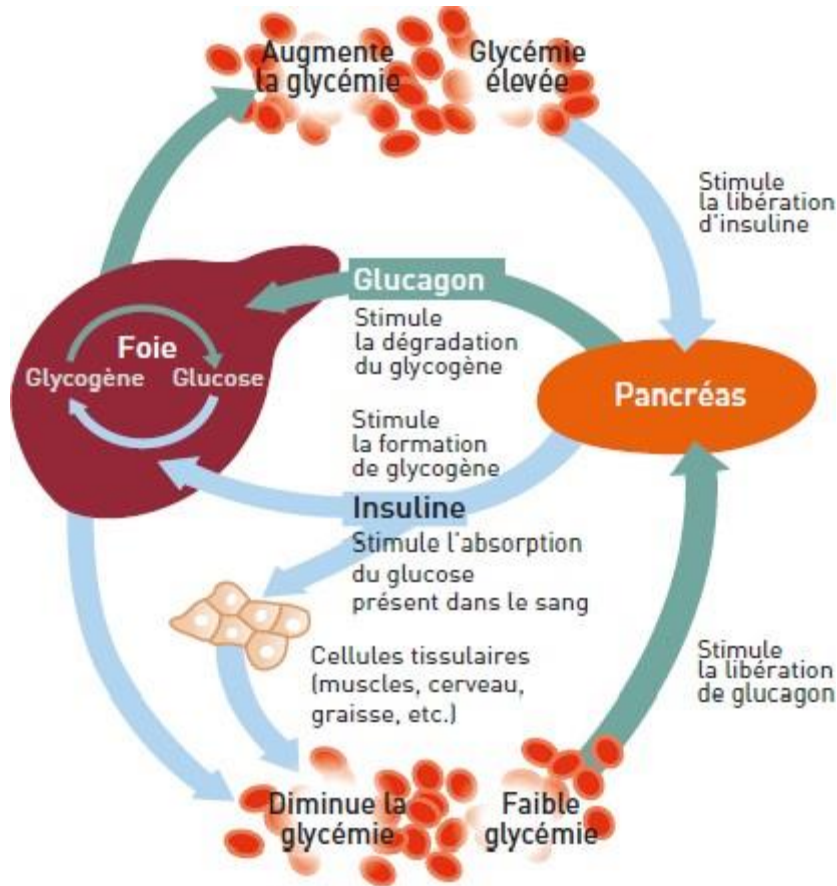 Augmente
la glycémie
Glycémie
élevée
Stimule
la libération
d'insuline
Glucagon
Stimule
la dégradation
du glycogène
Foie
Glycogène
Glucose
Pancréas
Stimule
la formation
de glycogène
Insuline
Stimule l'absorption
du glucose
présent dans le sang
Cellules tissulaires
(muscles, cerveau,
graisse, etc.)
Stimule
la libération
de glucagon
Diminue la
glycémie
Faible
glycémie